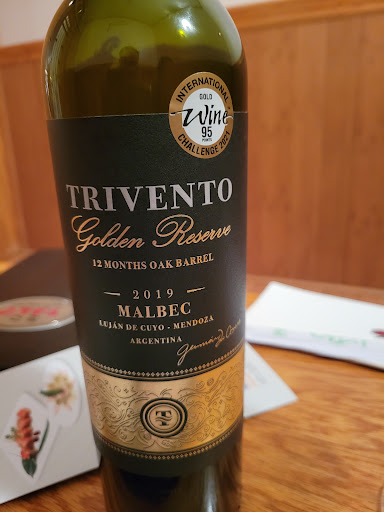 INTERNATIONAL
GOLD
Wine
95
POINTS
CHALLENGE 2021
TRIVENTO
Golden Reserve
12 MONTHS OAK BARREL
2019
MALBEC
LUJÁN DE CUYO - MENDOZA
ARGENTINA
T